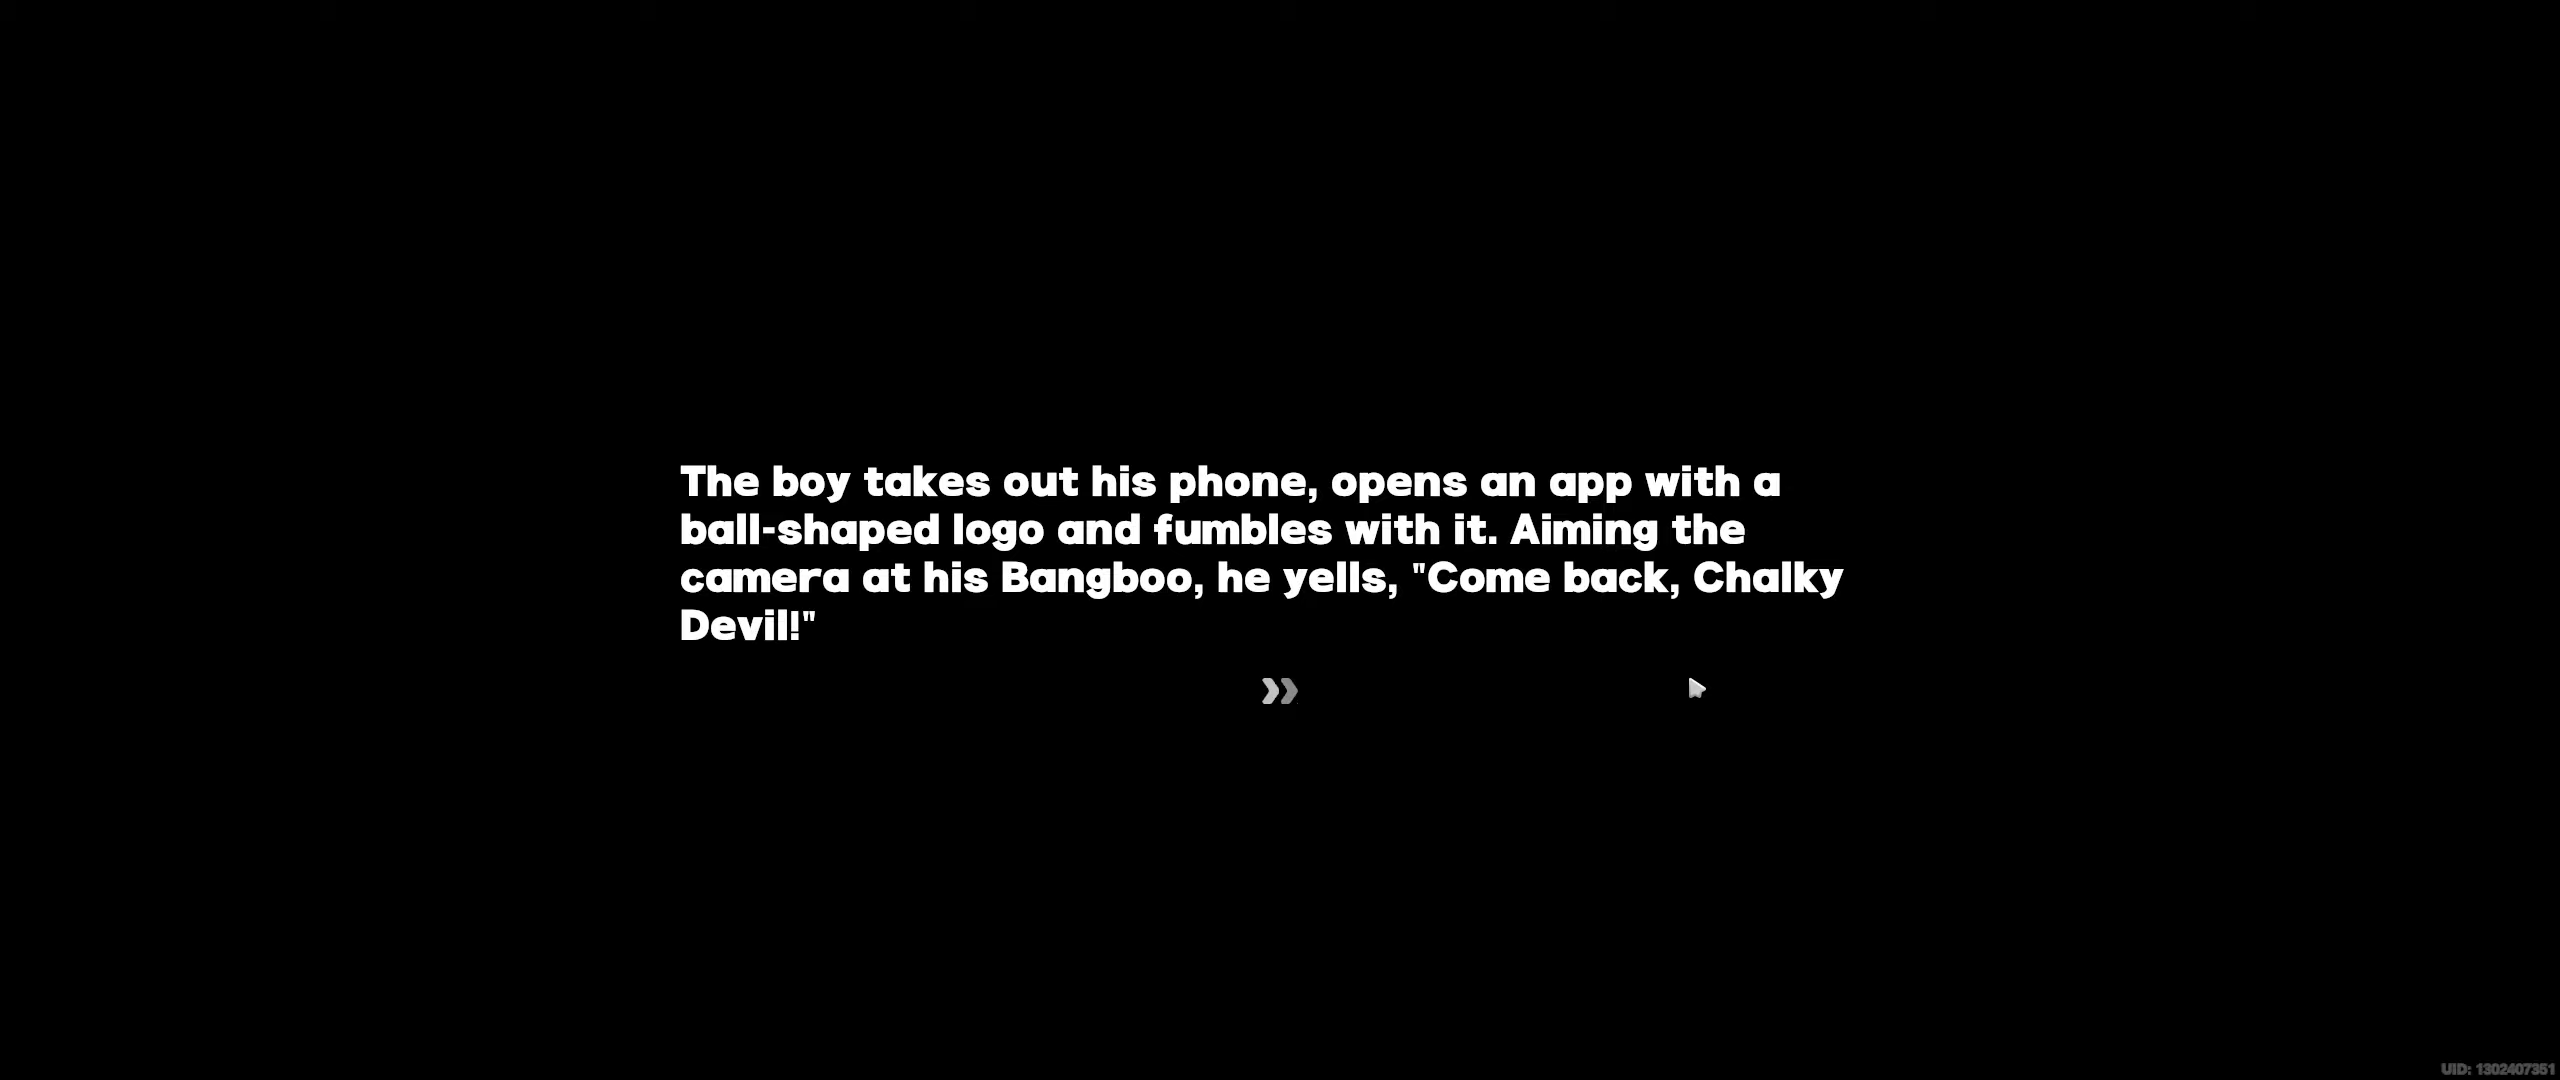 The boy takes out his phone, opens an app with a
ball-shaped logo and fumbles with it. Aiming the
camera at his Bangboo, he yells, "Come back, Chalky
Devil!"
UID: 1302407351